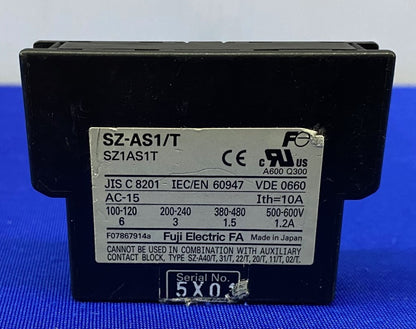 SZ-AS1/T
SZ1AS1T
CE c RU US
A600 Q300
JIS C 8201 IEC/EN 60947 VDE 0660
AC-15 Ith=10A
100-120 200-240 380-480 500-600V
6 3 1.5 1.2A
F07867914a Fuji Electric FA Made in Japan
CANNOT BE USED IN COMBINATION WITH AUXILIARY
CONTACT BLOCK, TYPE SZ-A40/T, 31/T, 22/T, 20/T, 11/T, 02/T.
Serial No.
5X0